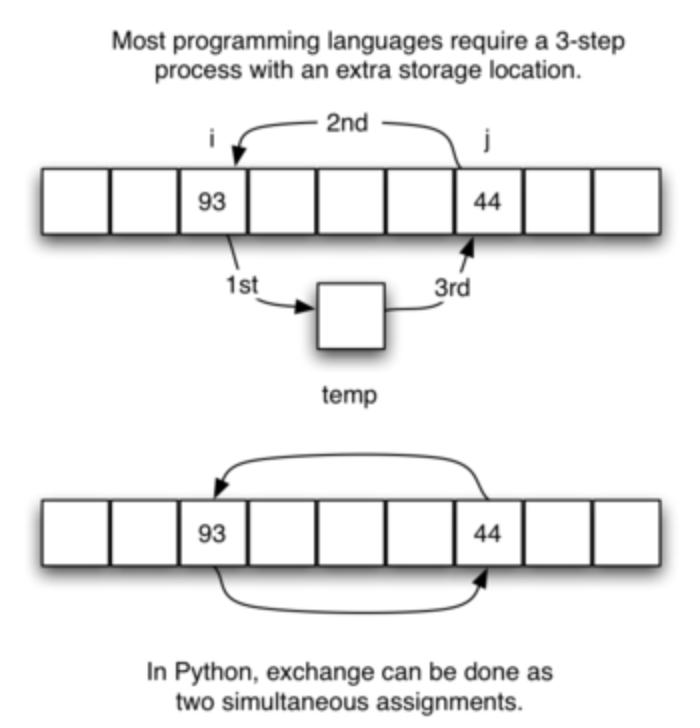 Most programming languages require a 3-step
process with an extra storage location.
2nd
i
j
93
44
1st
3rd
temp
93
44
In Python, exchange can be done as
two simultaneous assignments.